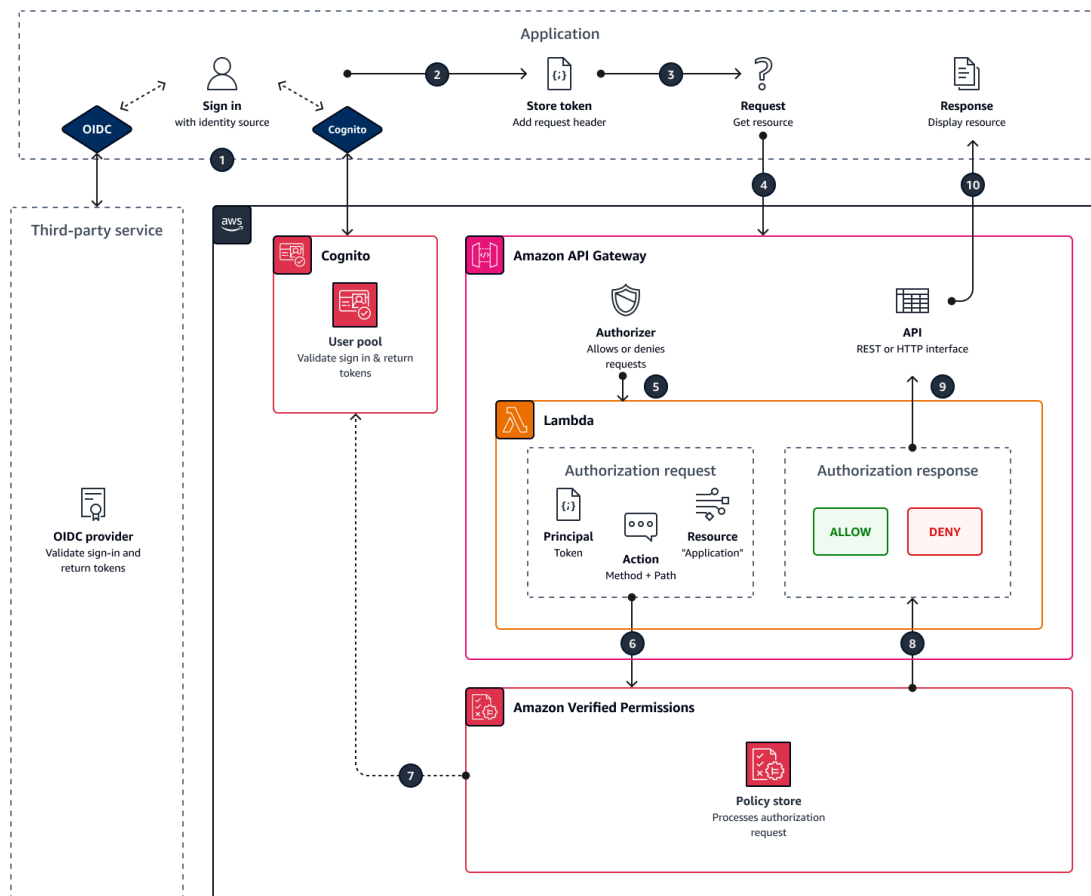 Application
2
3
{;}
Sign in
with identity source
Store token
Add request header
Request
Get resource
Response
Display resource
OIDC
Cognito
1
4
10
Third-party service
aws
Cognito
User pool
Validate sign in & return
tokens
Amazon API Gateway
</>
Authorizer
Allows or denies
requests
API
REST or HTTP interface
5
9
Lambda
Authorization request
{;}
Principal
Token
Action
Method + Path
Resource
"Application"
Authorization response
ALLOW
DENY
OIDC provider
Validate sign-in and
return tokens
6
8
Amazon Verified Permissions
7
Policy store
Processes authorization
request